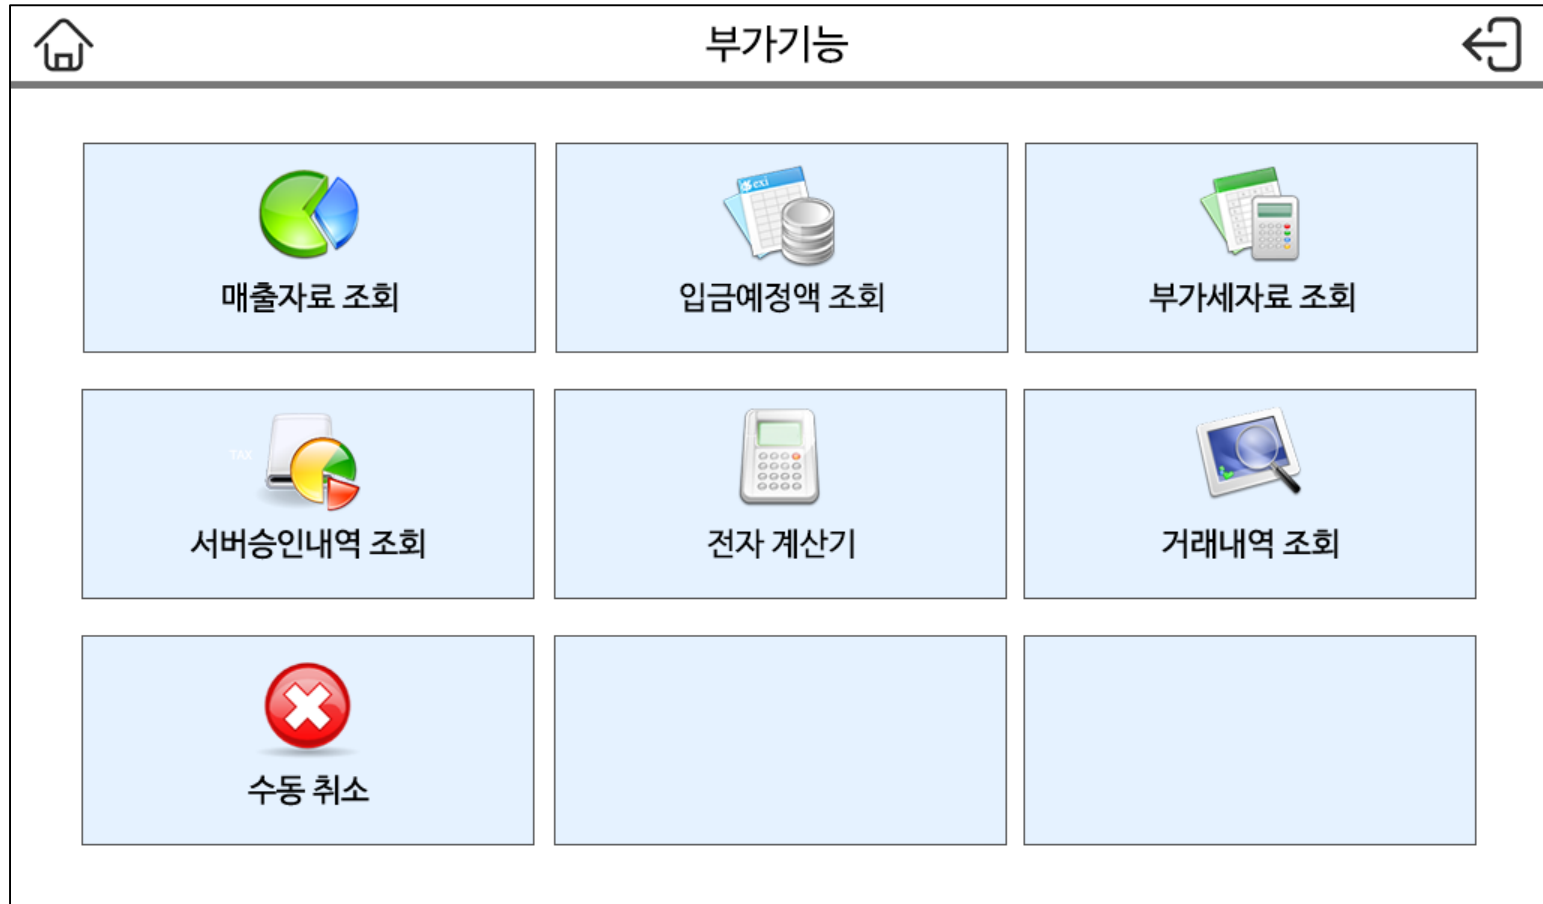 부가기능
매출자료 조회
exi
입금예정액 조회
부가세자료 조회
TAX
서버승인내역 조회
전자 계산기
거래내역 조회
수동 취소